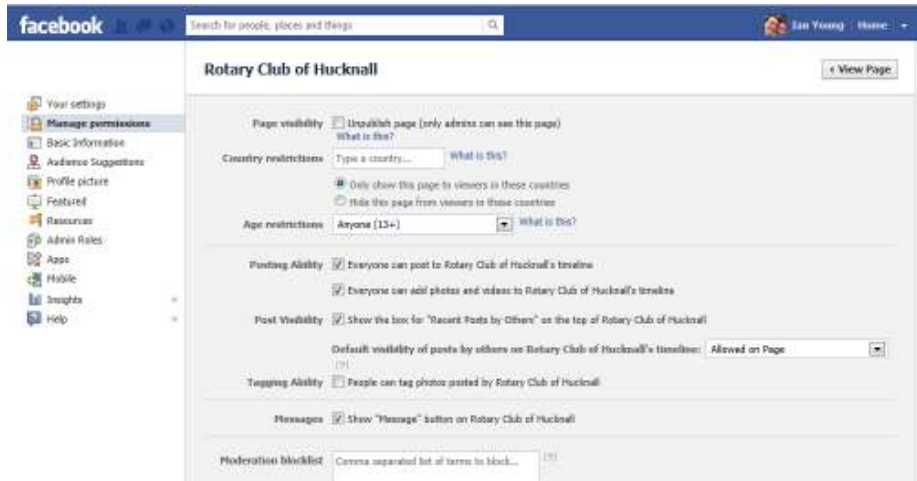 facebook
Search for people, places and things
Ian Young Home
Rotary Club of Hucknall
View Page
Your settings
Manage permissions
Basic Information
Audience Suggestions
Profile picture
Featured
Resources
Admin Roles
Apps
Mobile
Insights
Help
Page visibility Unpublish page (only admins can see this page)
What is this?
Country restrictions Type a country... What is this?
Only show this page to viewers in these countries
Hide this page from viewers in these countries
Age restrictions Anyone (13+) What is this?
Posting Ability Everyone can post to Rotary Club of Hucknall's timeline
Everyone can add photos and videos to Rotary Club of Hucknall's timeline
Post Visibility Show the box for "Recent Posts by Others" on the top of Rotary Club of Hucknall
Default visibility of posts by others on Rotary Club of Hucknall's timeline: Allowed on Page
[?]
Tagging Ability People can tag photos posted by Rotary Club of Hucknall
Messages Show "Message" button on Rotary Club of Hucknall
Moderation blocklist Comma separated list of terms to block... [?]